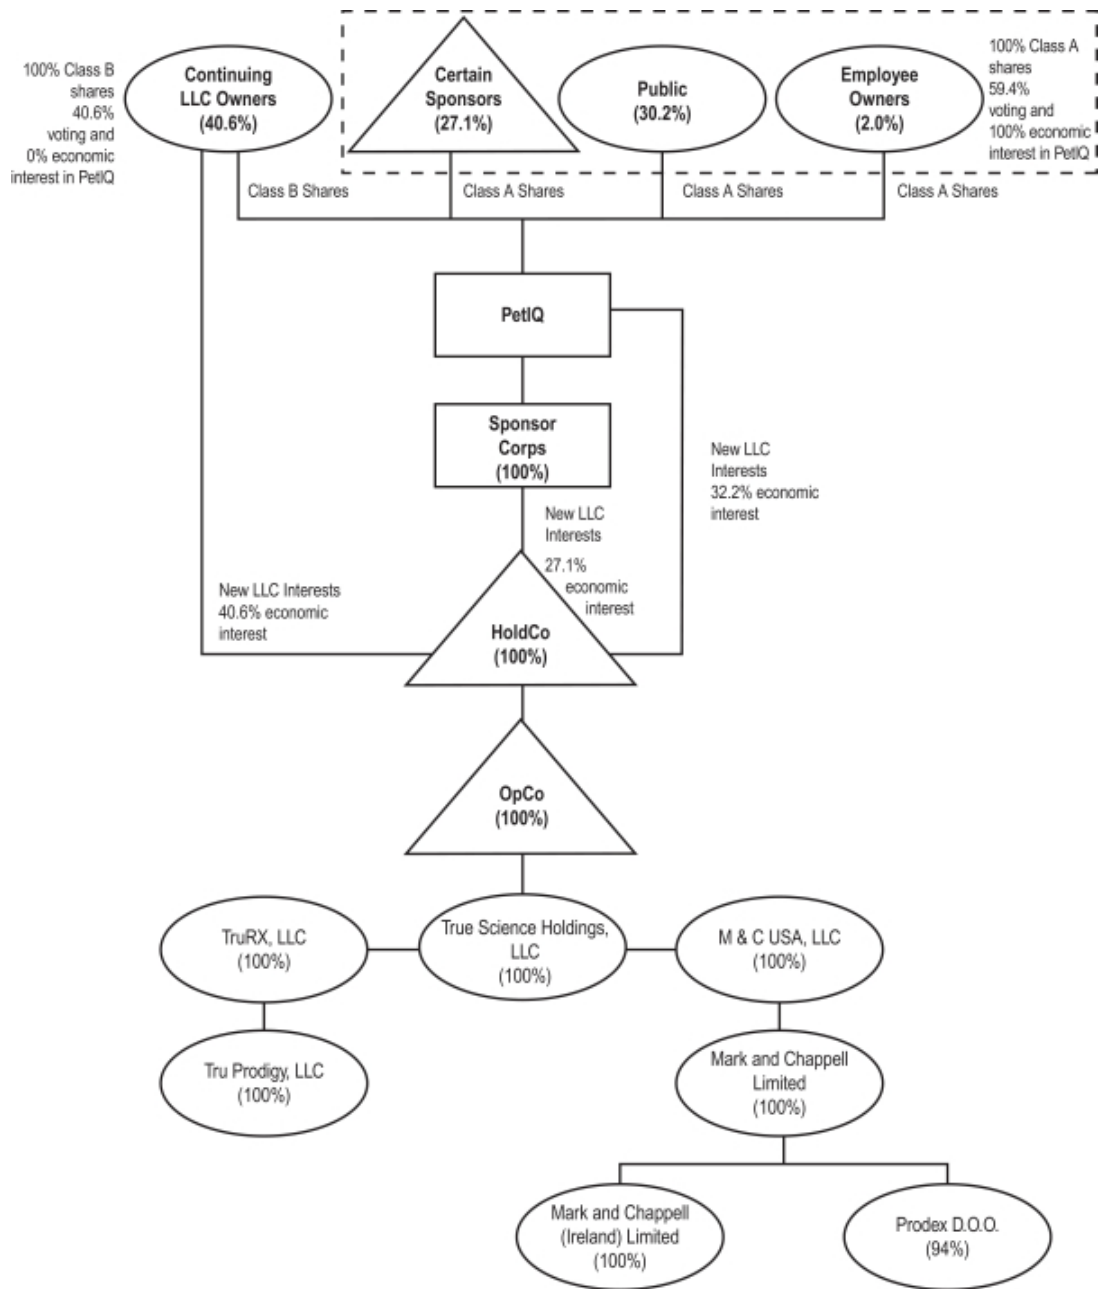 100% Class B
shares
40.6%
voting and
0% economic
interest in PetIQ
Continuing
LLC Owners
(40.6%)
Certain
Sponsors
(27.1%)
Public
(30.2%)
Employee
Owners
(2.0%)
100% Class A
shares
59.4%
voting and
100% economic
interest in PetIQ
Class B Shares
Class A Shares
Class A Shares
Class A Shares
PetIQ
Sponsor
Corps
(100%)
New LLC
Interests
32.2% economic
interest
New LLC
Interests
27.1%
economic
interest
New LLC Interests
40.6% economic
interest
HoldCo
(100%)
OpCo
(100%)
TruRX, LLC
(100%)
True Science Holdings,
LLC
(100%)
M & C USA, LLC
(100%)
Tru Prodigy, LLC
(100%)
Mark and Chappell
Limited
(100%)
Mark and Chappell
(Ireland) Limited
(100%)
Prodex D.O.O.
(94%)